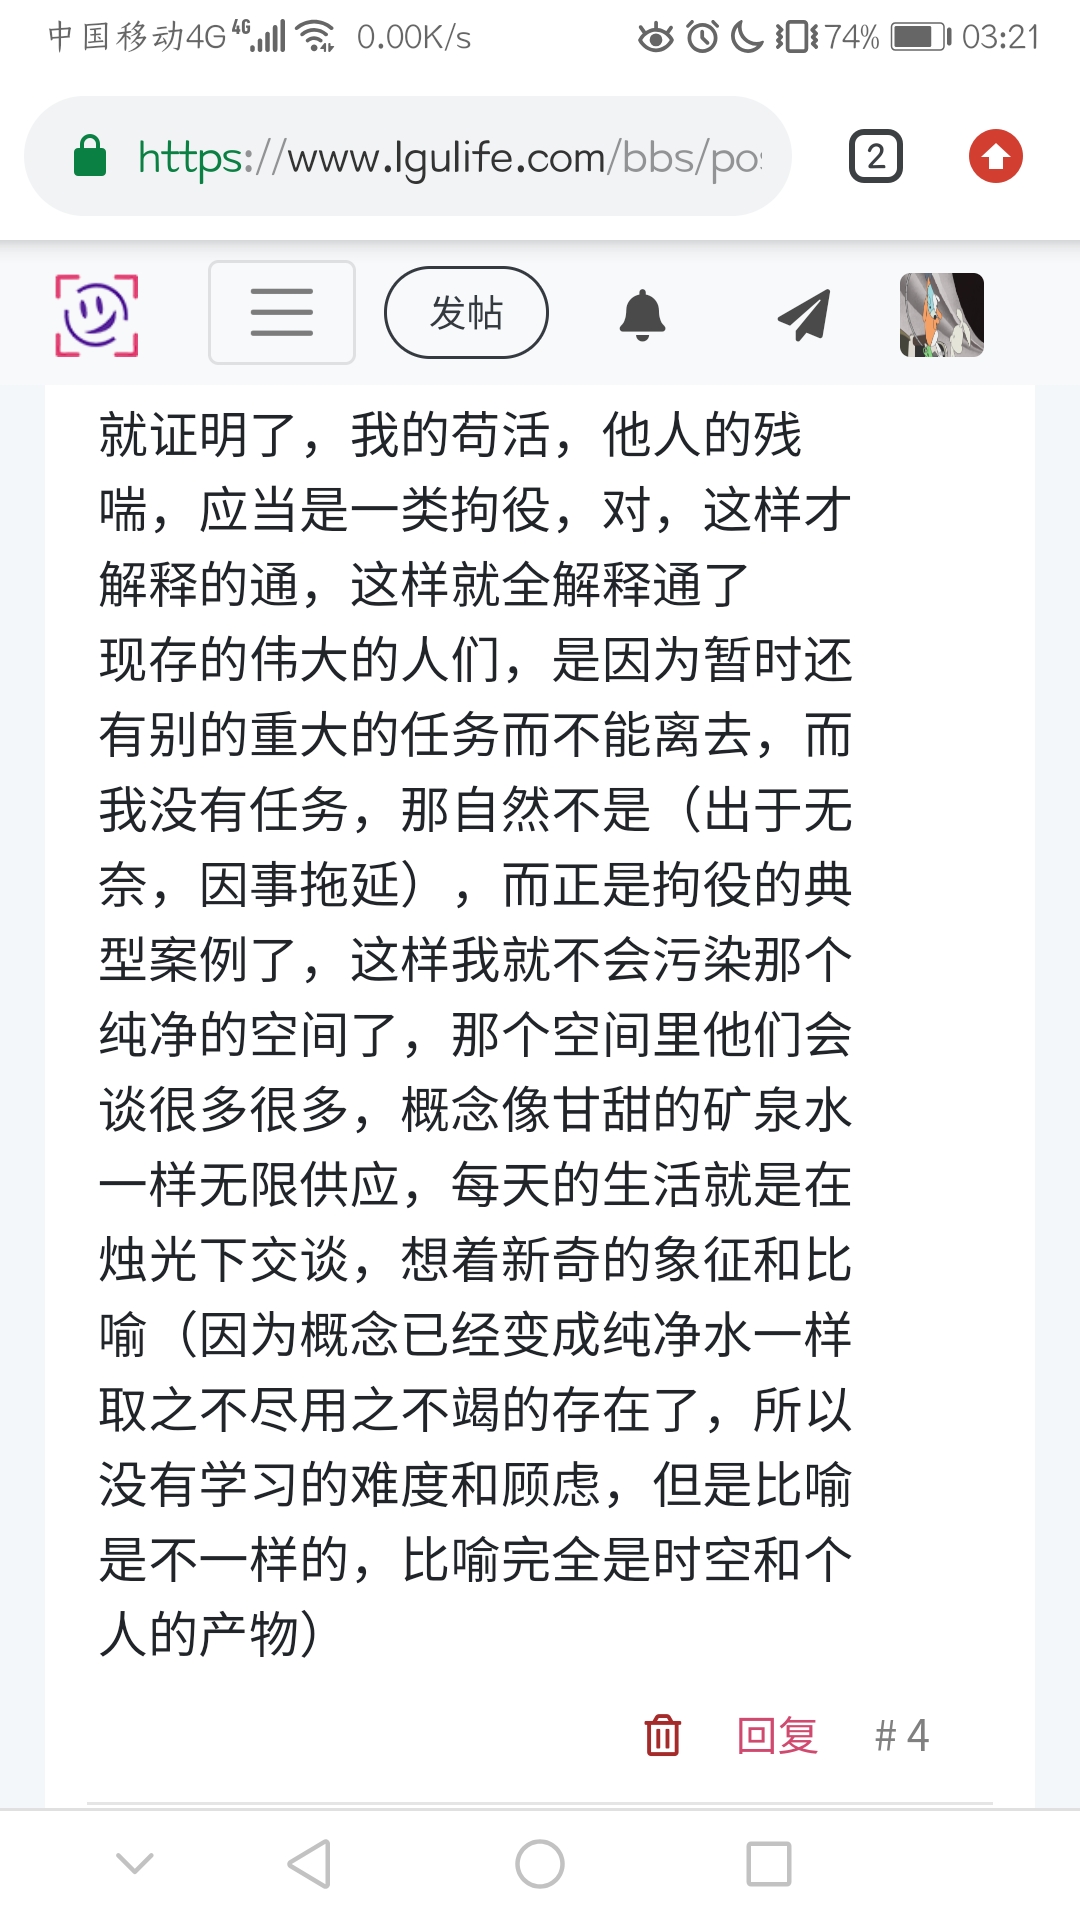 中国移动4G 4G 0.00K/s 74% 03:21
https://www.lgulife.com/bbs/pos 2
发帖
就证明了，我的苟活，他人的残
喘，应当是一类拘役，对，这样才
解释的通，这样就全解释通了
现存的伟大的人们，是因为暂时还
有别的重大的任务而不能离去，而
我没有任务，那自然不是（出于无
奈，因事拖延），而正是拘役的典
型案例了，这样我就不会污染那个
纯净的空间了，那个空间里他们会
谈很多很多，概念像甘甜的矿泉水
一样无限供应，每天的生活就是在
烛光下交谈，想着新奇的象征和比
喻（因为概念已经变成纯净水一样
取之不尽用之不竭的存在了，所以
没有学习的难度和顾虑，但是比喻
是不一样的，比喻完全是时空和个
人的产物）
回复 # 4